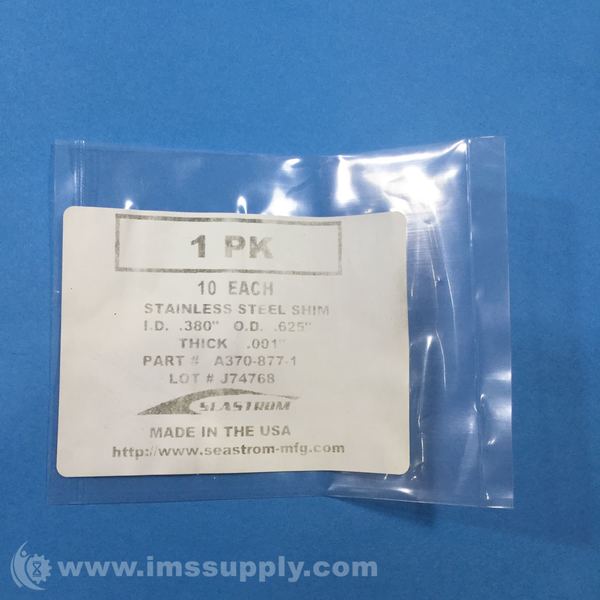 1 PK
10 EACH
STAINLESS STEEL SHIM
I.D. .380" O.D. .625"
THICK .001"
PART # A370-877-1
LOT # J74768
SEASTROM
MADE IN THE USA
http://www.seastrom-mfg.com
www.imssupply.com